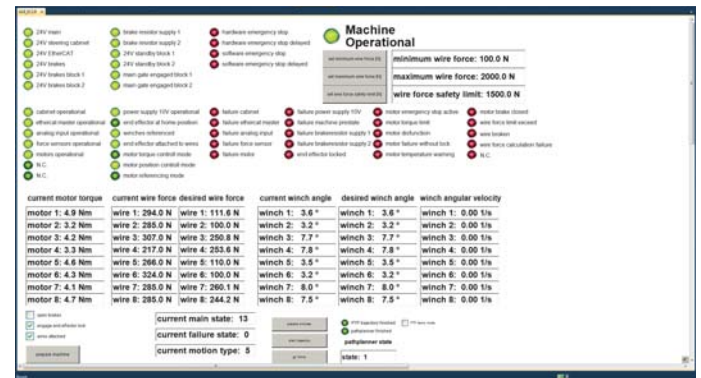 24V main
24V steering cabinet
24V EtherCAT
24V brakes
24V brakes block 1
24V brakes block 2
brake resistor supply 1
brake resistor supply 2
24V standby block 1
24V standby block 2
main gate engaged block 1
main gate engaged block 2
hardware emergency stop
hardware emergency stop delayed
software emergency stop
software emergency stop delayed
Machine
Operational
set minimum wire force [N]
minimum wire force: 100.0 N
set maximum wire force [N]
maximum wire force: 2000.0 N
set wire force safety limit [N]
wire force safety limit: 1500.0 N
cabinet operational
ethercat master operational
analog input operational
force sensors operational
motors operational
N.C.
N.C.
power supply 10V operational
end effector at home position
winches referenced
end effector attached to wires
motor torque controll mode
motor position controll mode
motor referencing mode
failure cabinet
failure ethercat master
failure analog input
failure force sensor
failure motor
failure power supply 10V
failure machine predstate
failure brakeresistor supply 1
failure brakeresistor supply 2
end effector locked
motor emergency stop active
motor torque limit
motor disfunction
motor failure without lock
motor temperature warning
motor brake closed
wire force limit exceed
wire broken
wire force calculation failure
N.C.
current motor torque current wire force desired wire force current winch angle desired winch angle winch angular velocity
motor 1: 4.9 Nm wire 1: 294.0 N wire 1: 111.6 N winch 1: 3.6 ° winch 1: 3.6 ° winch 1: 0.00 1/s
motor 2: 3.2 Nm wire 2: 285.0 N wire 2: 100.0 N winch 2: 3.2 ° winch 2: 3.2 ° winch 2: 0.00 1/s
motor 3: 4.2 Nm wire 3: 307.0 N wire 3: 250.8 N winch 3: 7.7 ° winch 3: 7.7 ° winch 3: 0.00 1/s
motor 4: 3.3 Nm wire 4: 217.0 N wire 4: 253.6 N winch 4: 7.8 ° winch 4: 7.8 ° winch 4: 0.00 1/s
motor 5: 4.6 Nm wire 5: 266.0 N wire 5: 110.0 N winch 5: 3.5 ° winch 5: 3.5 ° winch 5: 0.00 1/s
motor 6: 4.3 Nm wire 6: 324.0 N wire 6: 100.0 N winch 6: 3.2 ° winch 6: 3.2 ° winch 6: 0.00 1/s
motor 7: 4.1 Nm wire 7: 285.0 N wire 7: 260.1 N winch 7: 8.0 ° winch 7: 8.0 ° winch 7: 0.00 1/s
motor 8: 4.7 Nm wire 8: 285.0 N wire 8: 244.2 N winch 8: 7.5 ° winch 8: 7.5 ° winch 8: 0.00 1/s
open brakes
engage end effector lock
wires attached
prepare machine
current main state: 13
current failure state: 0
current motion type: 5
PTP trajectory finished
pathplanner finished
pathplanner state
state: 1